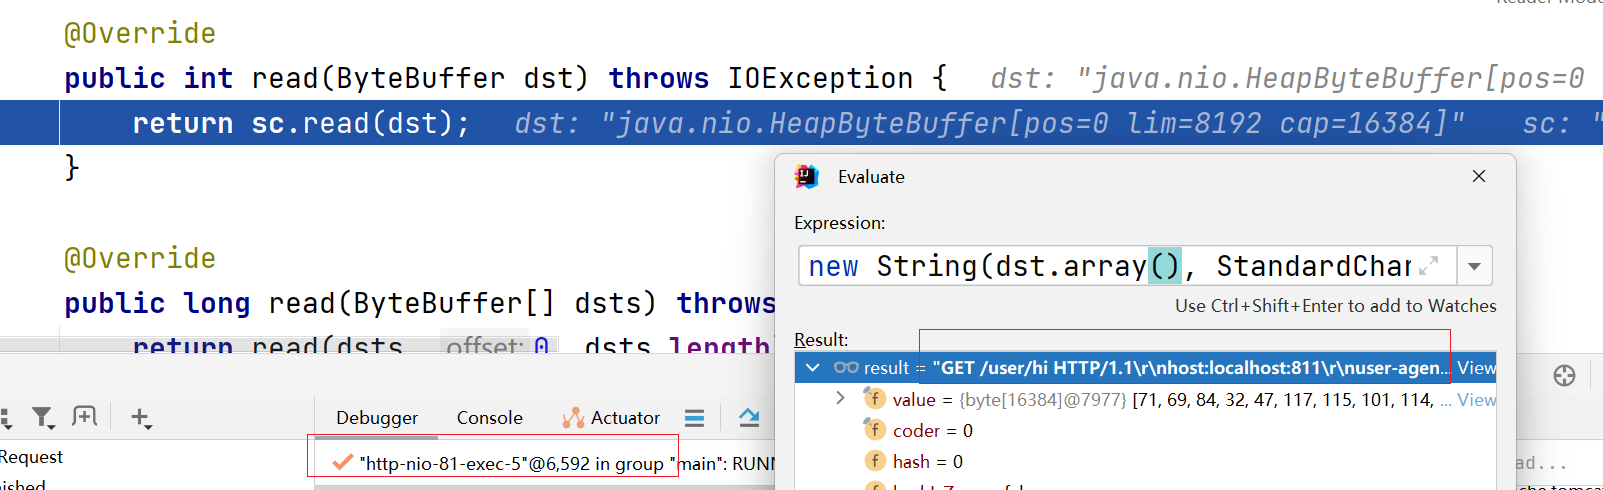 Reader Mode
@Override
public int read(ByteBuffer dst) throws IOException {   dst: "java.nio.HeapByteBuffer[pos=0
return sc.read(dst);   dst: "java.nio.HeapByteBuffer[pos=0 lim=8192 cap=16384]"   sc: "
}
Evaluate
Expression:
new String(dst.array(), StandardChar
Use Ctrl+Shift+Enter to add to Watches
@Override
public long read(ByteBuffer[] dsts) throws
return read(dsts, offset: 0, dsts.length
Result:
result = "GET /user/hi HTTP/1.1\r\nhost:localhost:811\r\nuser-agen... View
value = {byte[16384]@7977} [71, 69, 84, 32, 47, 117, 115, 101, 114, ... View
coder = 0
hash = 0
Debugger
Console
Actuator
Request
"http-nio-81-exec-5"@6,592 in group "main": RUNN
ad...